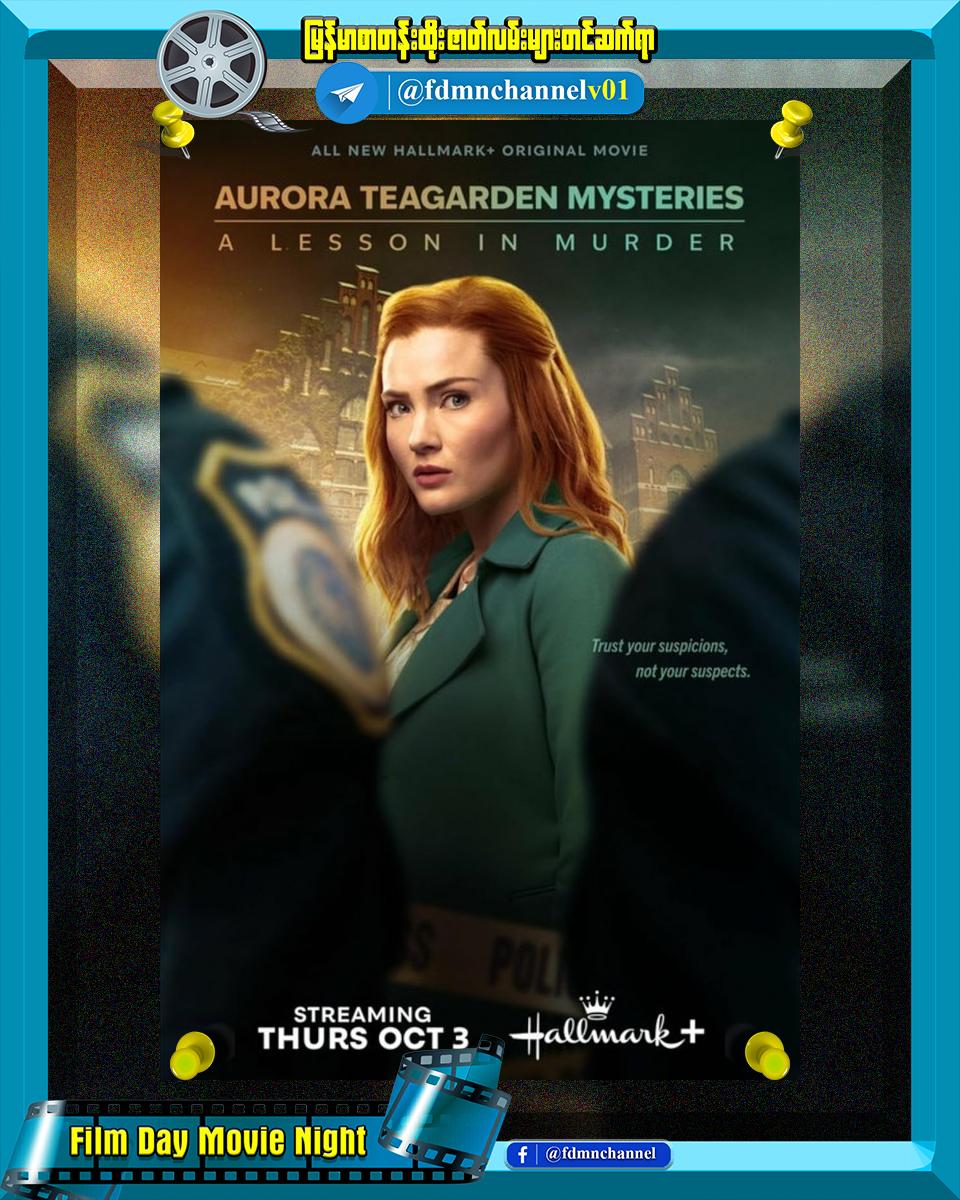 မြန်မာစာတန်းထိုးဇာတ်လမ်းများတင်ဆက်ရာ
@fdmnchannelv01
ALL NEW HALLMARK+ ORIGINAL MOVIE
AURORA TEAGARDEN MYSTERIES
A LESSON IN MURDER
Trust your suspicions,
not your suspects.
STREAMING
THURS OCT 3
Hallmark+
Film Day Movie Night
@fdmnchannel